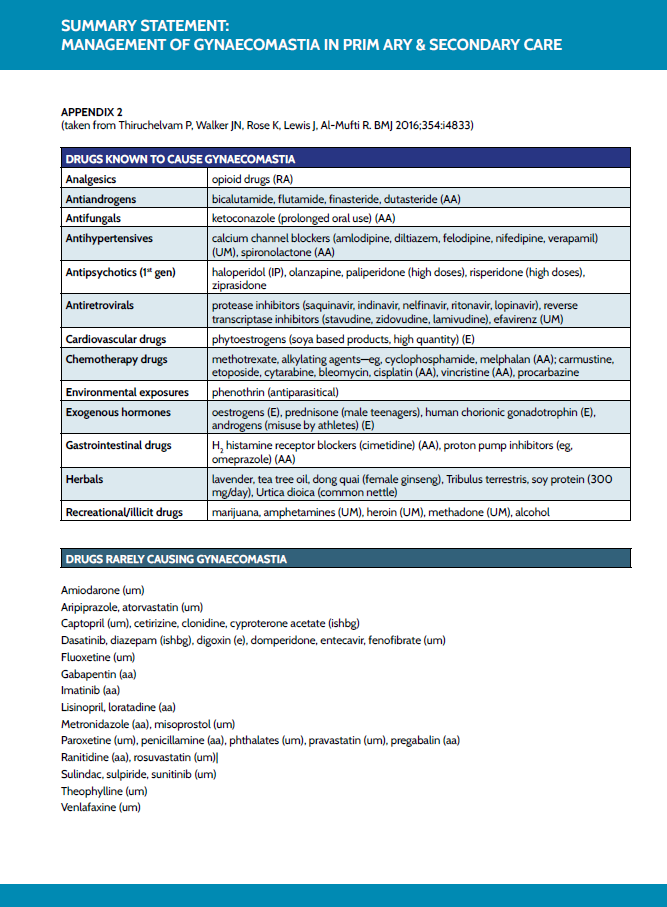 SUMMARY STATEMENT:
MANAGEMENT OF GYNAECOMASTIA IN PRIM ARY & SECONDARY CARE
APPENDIX 2
(taken from Thiruchelvam P, Walker JN, Rose K, Lewis J, Al-Mufti R. BMJ 2016;354:i4833)
DRUGS KNOWN TO CAUSE GYNAECOMASTIA
Analgesics opioid drugs (RA)
Antiandrogens bicalutamide, flutamide, finasteride, dutasteride (AA)
Antifungals ketoconazole (prolonged oral use) (AA)
Antihypertensives calcium channel blockers (amlodipine, diltiazem, felodipine, nifedipine, verapamil)
(UM), spironolactone (AA)
Antipsychotics (1st gen) haloperidol (IP), olanzapine, paliperidone (high doses), risperidone (high doses),
ziprasidone
Antiretrovirals protease inhibitors (saquinavir, indinavir, nelfinavir, ritonavir, lopinavir), reverse
transcriptase inhibitors (stavudine, zidovudine, lamivudine), efavirenz (UM)
Cardiovascular drugs phytoestrogens (soya based products, high quantity) (E)
Chemotherapy drugs methotrexate, alkylating agents—eg, cyclophosphamide, melphalan (AA); carmustine,
etoposide, cytarabine, bleomycin, cisplatin (AA), vincristine (AA), procarbazine
Environmental exposures phenothrin (antiparasitical)
Exogenous hormones oestrogens (E), prednisone (male teenagers), human chorionic gonadotrophin (E),
androgens (misuse by athletes) (E)
Gastrointestinal drugs H2 histamine receptor blockers (cimetidine) (AA), proton pump inhibitors (eg,
omeprazole) (AA)
Herbals lavender, tea tree oil, dong quai (female ginseng), Tribulus terrestris, soy protein (300
mg/day), Urtica dioica (common nettle)
Recreational/illicit drugs marijuana, amphetamines (UM), heroin (UM), methadone (UM), alcohol
DRUGS RARELY CAUSING GYNAECOMASTIA
Amiodarone (um)
Aripiprazole, atorvastatin (um)
Captopril (um), cetirizine, clonidine, cyproterone acetate (ishbg)
Dasatinib, diazepam (ishbg), digoxin (e), domperidone, entecavir, fenofibrate (um)
Fluoxetine (um)
Gabapentin (aa)
Imatinib (aa)
Lisinopril, loratadine (aa)
Metronidazole (aa), misoprostol (um)
Paroxetine (um), penicillamine (aa), phthalates (um), pravastatin (um), pregabalin (aa)
Ranitidine (aa), rosuvastatin (um)|
Sulindac, sulpiride, sunitinib (um)
Theophylline (um)
Venlafaxine (um)